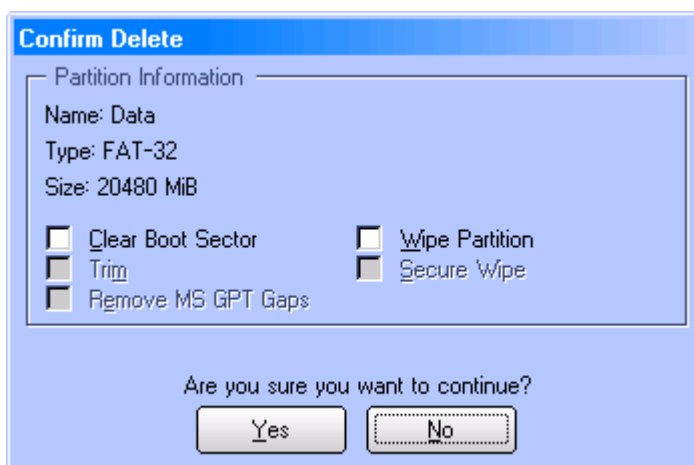 Confirm Delete
Partition Information
Name: Data
Type: FAT-32
Size: 20480 MiB
Clear Boot Sector
Wipe Partition
Trim
Secure Wipe
Remove MS GPT Gaps
Are you sure you want to continue?
Yes
No